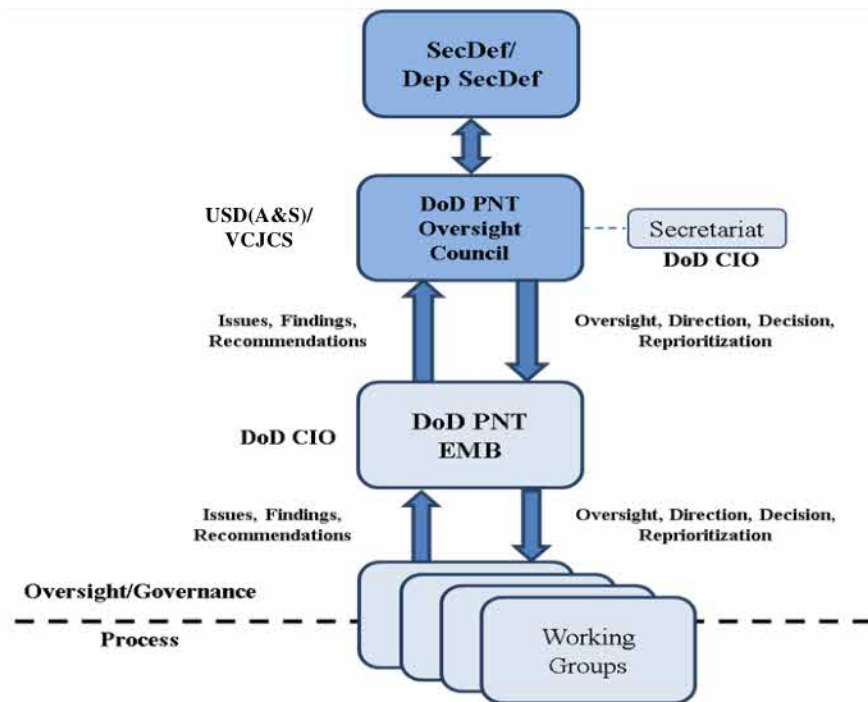 SecDef/
Dep SecDef
USD(A&S)/
VCJCS
DoD PNT
Oversight
Council
Secretariat
DoD CIO
Issues, Findings,
Recommendations
Oversight, Direction, Decision,
Reprioritization
DoD CIO
DoD PNT
EMB
Issues, Findings,
Recommendations
Oversight, Direction, Decision,
Reprioritization
Oversight/Governance
Process
Working
Groups